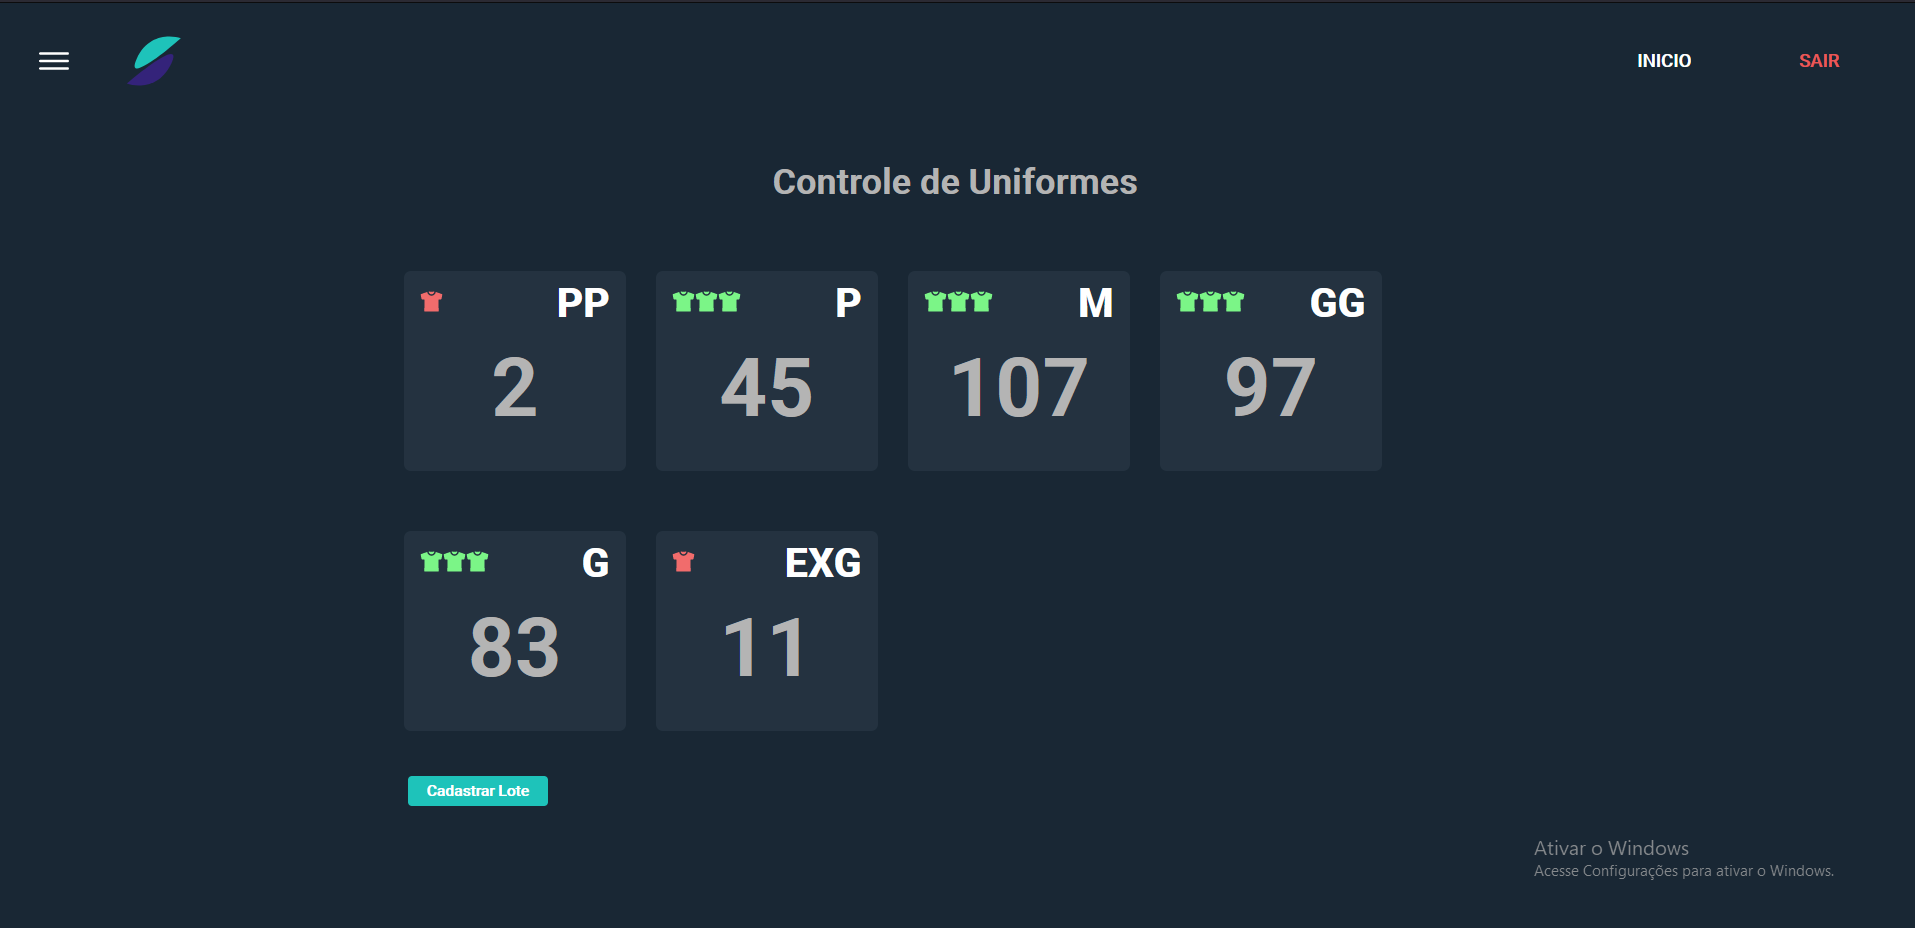 INICIO SAIR
Controle de Uniformes
PP
2
P
45
M
107
GG
97
G
83
EXG
11
Cadastrar Lote
Ativar o Windows
Acesse Configurações para ativar o Windows.